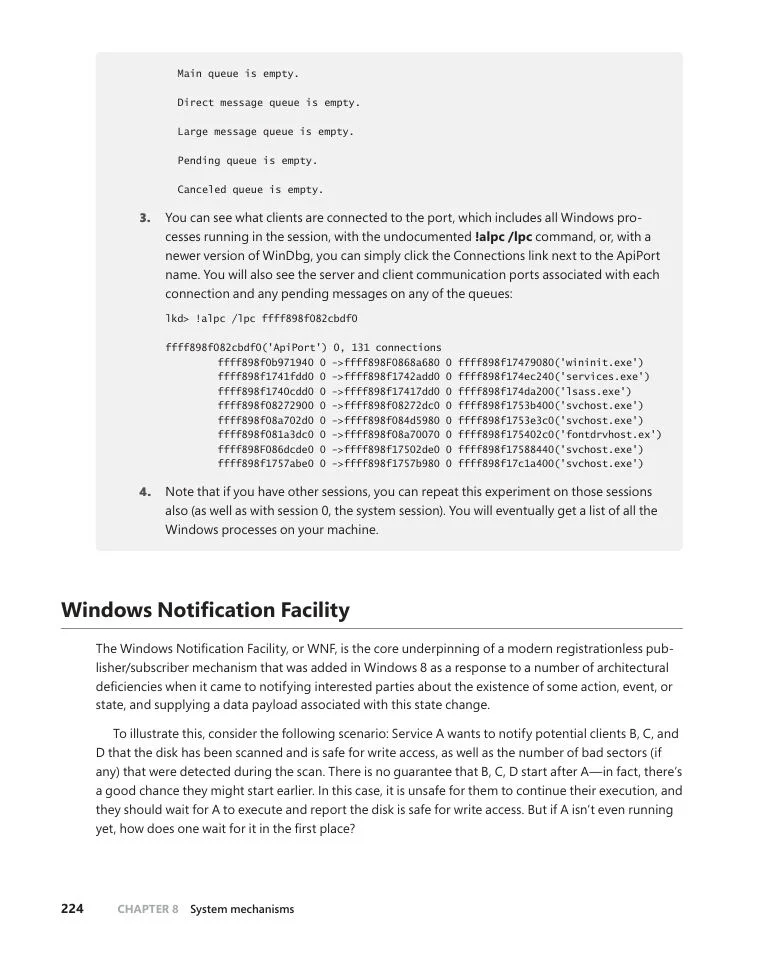 Main queue is empty.
Direct message queue is empty.
Large message queue is empty.
Pending queue is empty.
Canceled queue is empty.
3. You can see what clients are connected to the port, which includes all Windows pro-
cesses running in the session, with the undocumented !alpc /lpc command, or, with a
newer version of WinDbg, you can simply click the Connections link next to the ApiPort
name. You will also see the server and client communication ports associated with each
connection and any pending messages on any of the queues:
lkd> !alpc /lpc ffff898f082cbdf0
ffff898f082cbdf0('ApiPort') 0, 131 connections
ffff898f0b971940 0 ->ffff898F0868a680 0 ffff898f17479080('wininit.exe')
ffff898f1741fdd0 0 ->ffff898f1742add0 0 ffff898f174ec240('services.exe')
ffff898f1740cdd0 0 ->ffff898f17417dd0 0 ffff898f174da200('lsass.exe')
ffff898f08272900 0 ->ffff898f08272dc0 0 ffff898f1753b400('svchost.exe')
ffff898f08a702d0 0 ->ffff898f084d5980 0 ffff898f1753e3c0('svchost.exe')
ffff898f081a3dc0 0 ->ffff898f08a70070 0 ffff898f175402c0('fontdrvhost.ex')
ffff898F086dcde0 0 ->ffff898f17502de0 0 ffff898f17588440('svchost.exe')
ffff898f1757abe0 0 ->ffff898f1757b980 0 ffff898f17c1a400('svchost.exe')
4. Note that if you have other sessions, you can repeat this experiment on those sessions
also (as well as with session 0, the system session). You will eventually get a list of all the
Windows processes on your machine.
Windows Notification Facility
The Windows Notification Facility, or WNF, is the core underpinning of a modern registrationless pub-
lisher/subscriber mechanism that was added in Windows 8 as a response to a number of architectural
deficiencies when it came to notifying interested parties about the existence of some action, event, or
state, and supplying a data payload associated with this state change.
To illustrate this, consider the following scenario: Service A wants to notify potential clients B, C, and
D that the disk has been scanned and is safe for write access, as well as the number of bad sectors (if
any) that were detected during the scan. There is no guarantee that B, C, D start after A—in fact, there's
a good chance they might start earlier. In this case, it is unsafe for them to continue their execution, and
they should wait for A to execute and report the disk is safe for write access. But if A isn't even running
yet, how does one wait for it in the first place?
224 CHAPTER 8 System mechanisms